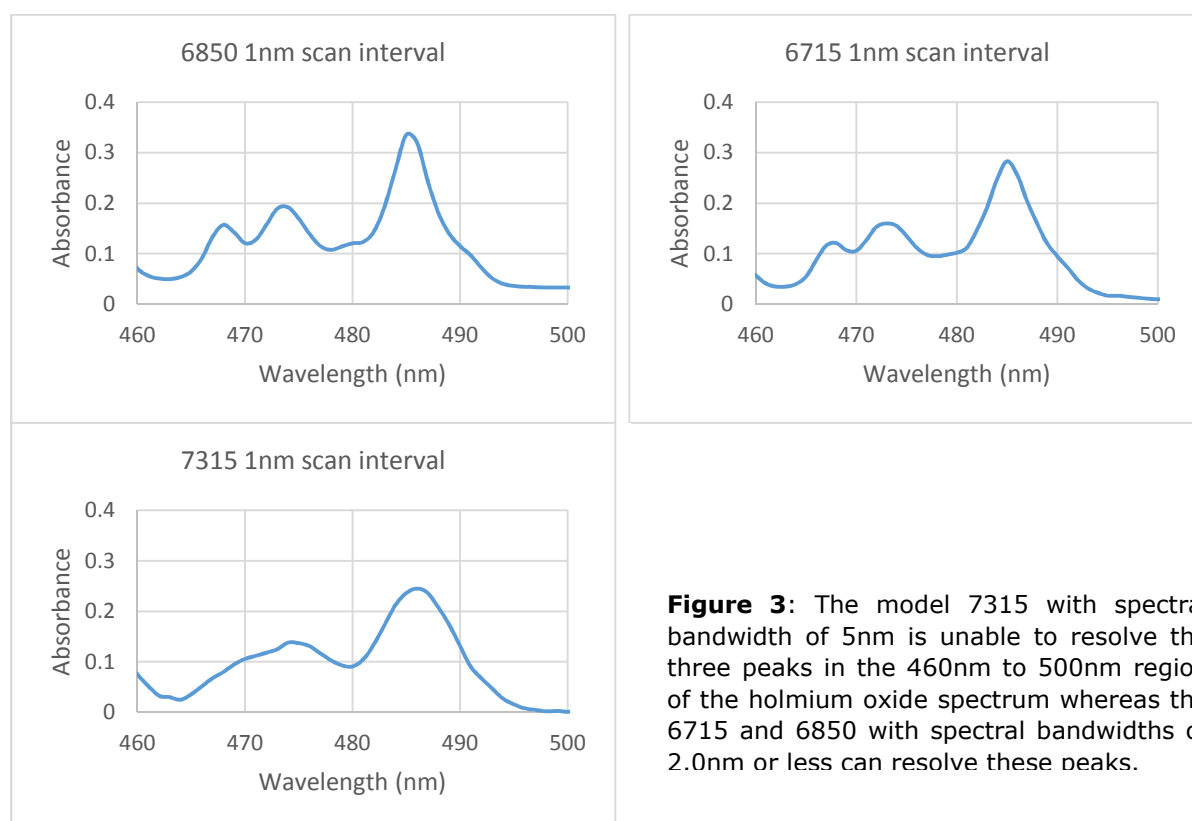 6850 1nm scan interval
0.4
0.3
0.2
0.1
0
Absorbance
460 470 480 490 500
Wavelength (nm)
6715 1nm scan interval
0.4
0.3
0.2
0.1
0
Absorbance
460 470 480 490 500
Wavelength (nm)
7315 1nm scan interval
0.4
0.3
0.2
0.1
0
Absorbance
460 470 480 490 500
Wavelength (nm)
Figure 3: The model 7315 with spectra
bandwidth of 5nm is unable to resolve th
three peaks in the 460nm to 500nm regio
of the holmium oxide spectrum whereas th
6715 and 6850 with spectral bandwidths o
2.0nm or less can resolve these peaks.